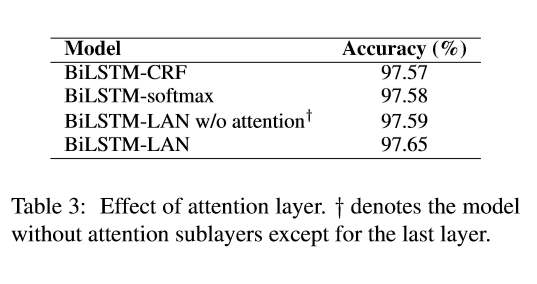 Model Accuracy (%)
BiLSTM-CRF 97.57
BiLSTM-softmax 97.58
BiLSTM-LAN w/o attention† 97.59
BiLSTM-LAN 97.65
Table 3: Effect of attention layer. † denotes the model
without attention sublayers except for the last layer.